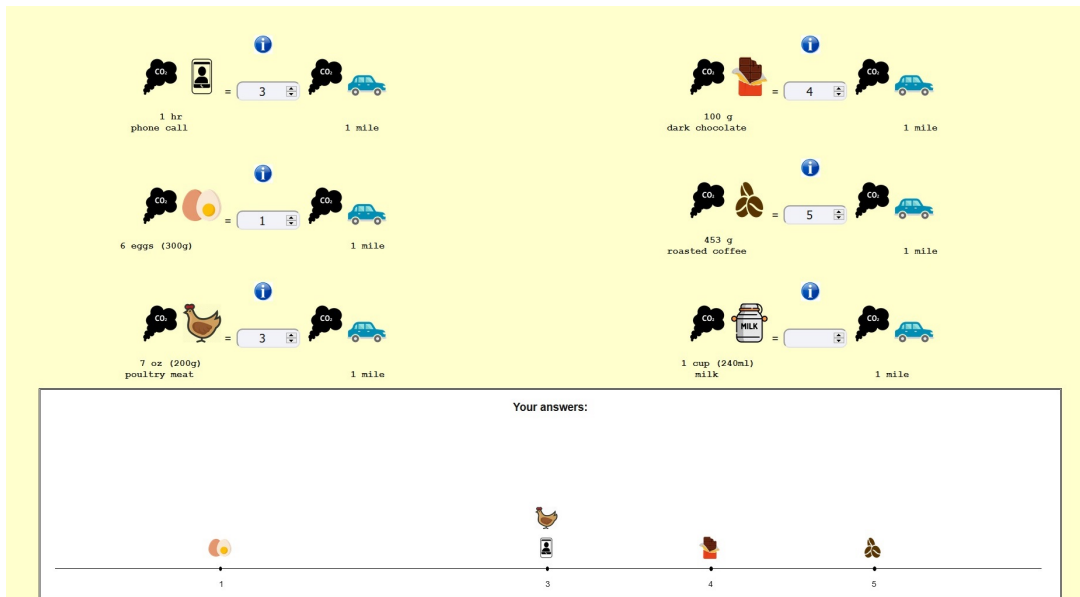 CO₂ CO₂ CO₂ CO₂
= 3 = 4
1 hr 100 g
phone call 1 mile dark chocolate 1 mile
CO₂ CO₂ CO₂ CO₂
= 1 = 5
6 eggs (300g) 1 mile 453 g
roasted coffee 1 mile
CO₂ CO₂ CO₂ MILK CO₂
= 3 =
7 oz (200g) 1 cup (240ml)
poultry meat 1 mile milk 1 mile
Your answers:
1 3 4 5